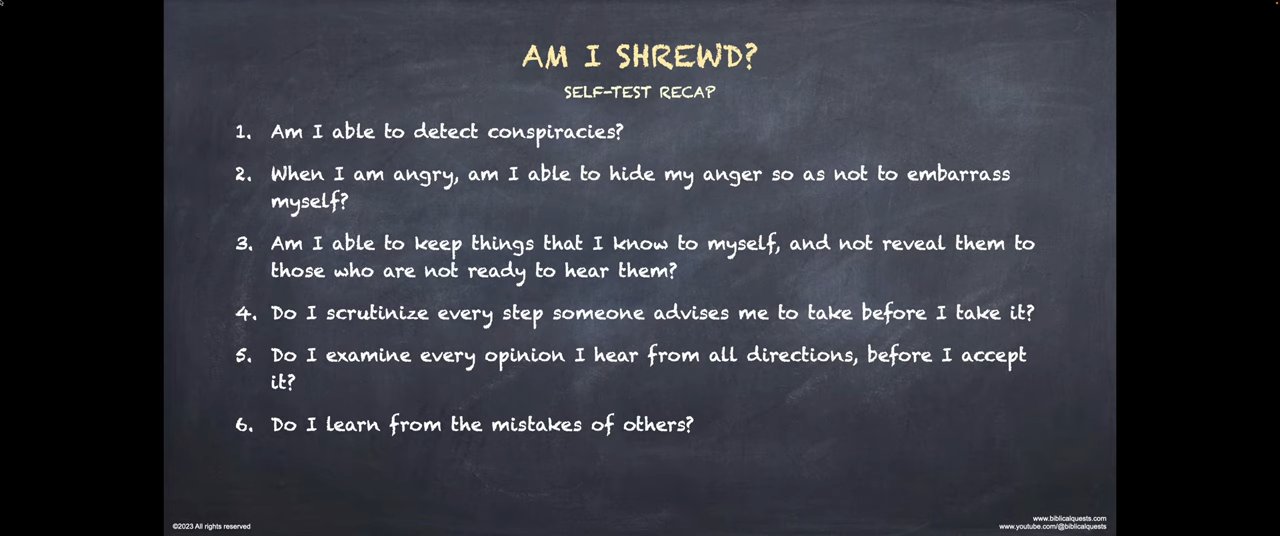 AM I SHREWD?
SELF-TEST RECAP
1. Am I able to detect conspiracies?
2. When I am angry, am I able to hide my anger so as not to embarrass
myself?
3. Am I able to keep things that I know to myself, and not reveal them to
those who are not ready to hear them?
4. Do I scrutinize every step someone advises me to take before I take it?
5. Do I examine every opinion I hear from all directions, before I accept
it?
6. Do I learn from the mistakes of others?
©2023 All rights reserved
www.biblicalquests.com
www.youtube.com/@biblicalquests